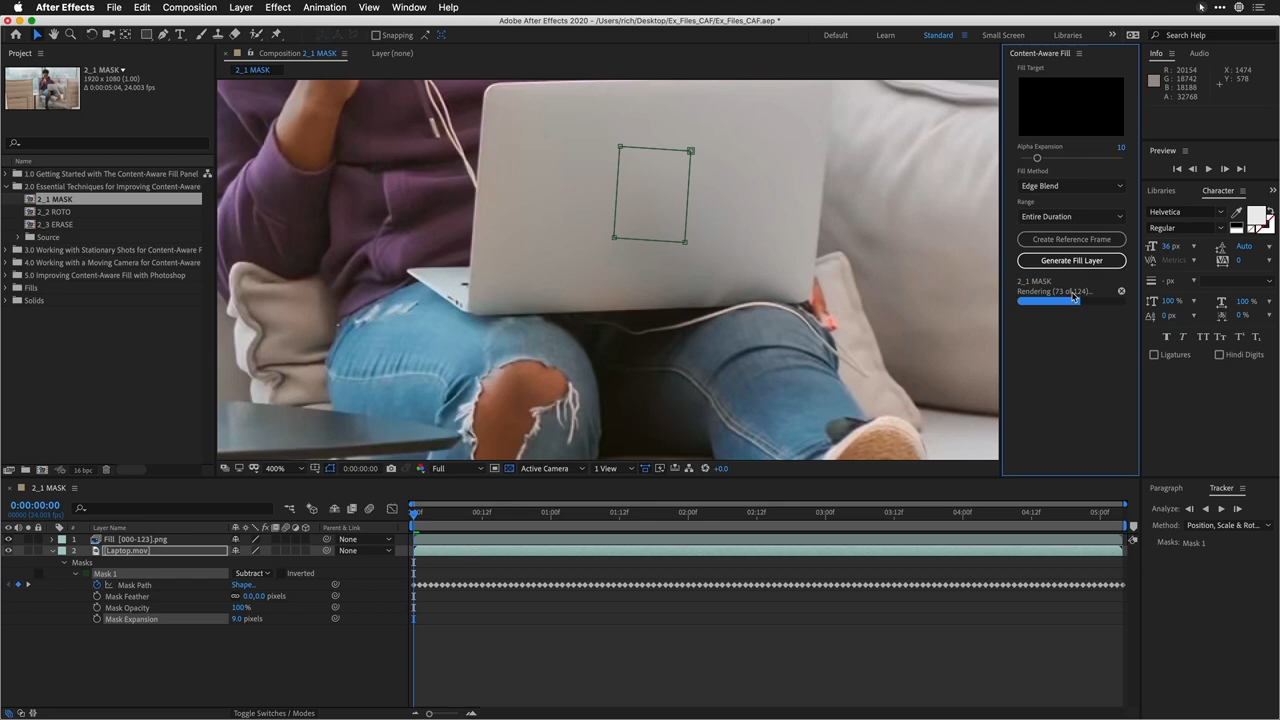 After Effects File Edit Composition Layer Effect Animation View Window Help
Adobe After Effects 2020 - /Users/rich/Desktop/Ex_Files_CAF/Ex_Files_CAF.aep *
Snapping Default Learn Standard Small Screen Libraries Search Help
Project Composition 2_1 MASK Layer (none) Content-Aware Fill Info Audio
2_1 MASK
2_1 MASK
1920 x 1080 (1.00)
Δ 0:00:05:04, 24.003 fps
Fill Target
R : 20154
G : 18742
B : 18188
A : 32768
X : 1474
Y : 578
Alpha Expansion 10
Preview
Name
1.0 Getting Started with The Content-Aware Fill Panel
2.0 Essential Techniques for Improving Content-Aware
2_1 MASK
2_2 ROTO
2_3 ERASE
Source
3.0 Working with Stationary Shots for Content-Aware F
4.0 Working with a Moving Camera for Content-Aware
5.0 Improving Content-Aware Fill with Photoshop
Fills
Solids
Fill Method
Edge Blend
Range
Entire Duration
Create Reference Frame
Generate Fill Layer
2_1 MASK
Rendering (73 of 124)...
Libraries Character
Helvetica
Regular
36 px Auto
Metrics 0
- px
100 % 100 %
0 px 0 %
T T TT Tt T¹ T₁
Ligatures Hindi Digits
16 bpc
400% 0:00:00:00 Full Active Camera 1 View +0.0
2_1 MASK
0:00:00:00
00000 (24.003 fps)
# Layer Name Parent & Link
00:12f 01:00f 01:12f 02:00f 02:12f 03:00f 03:12f 04:00f 04:12f 05:00f
1 Fill [000-123].png None
2 [Laptop.mov] None
Masks
Mask 1 Subtract Inverted
Mask Path Shape...
Mask Feather 0.0,0.0 pixels
Mask Opacity 100%
Mask Expansion 9.0 pixels
Toggle Switches / Modes
Paragraph Tracker
Analyze:
Method: Position, Scale & Rot...
Masks: Mask 1